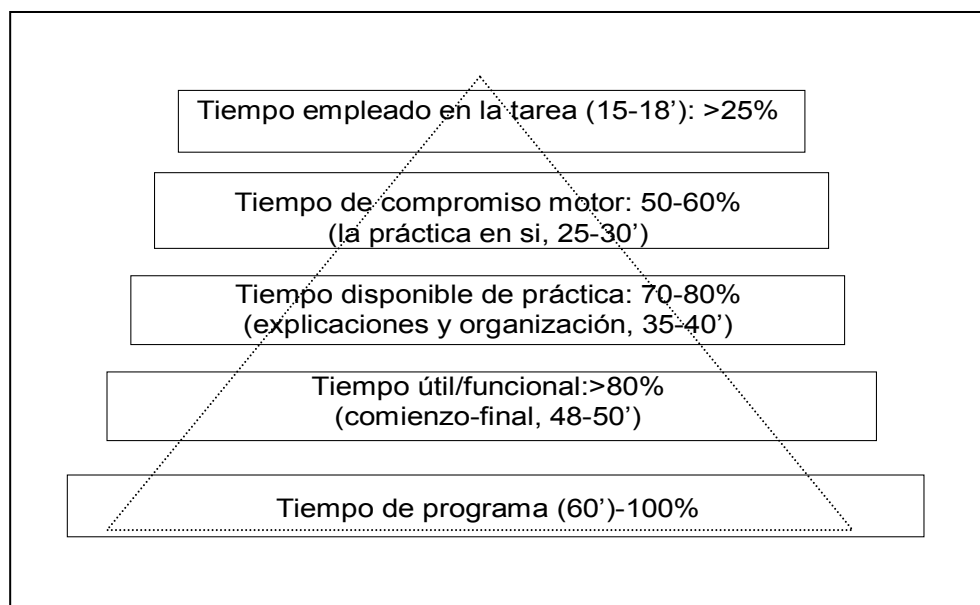 Tiempo empleado en la tarea (15-18’): >25%
Tiempo de compromiso motor: 50-60%
(la práctica en si, 25-30’)
Tiempo disponible de práctica: 70-80%
(explicaciones y organización, 35-40’)
Tiempo útil/funcional:>80%
(comienzo-final, 48-50’)
Tiempo de programa (60’)-100%